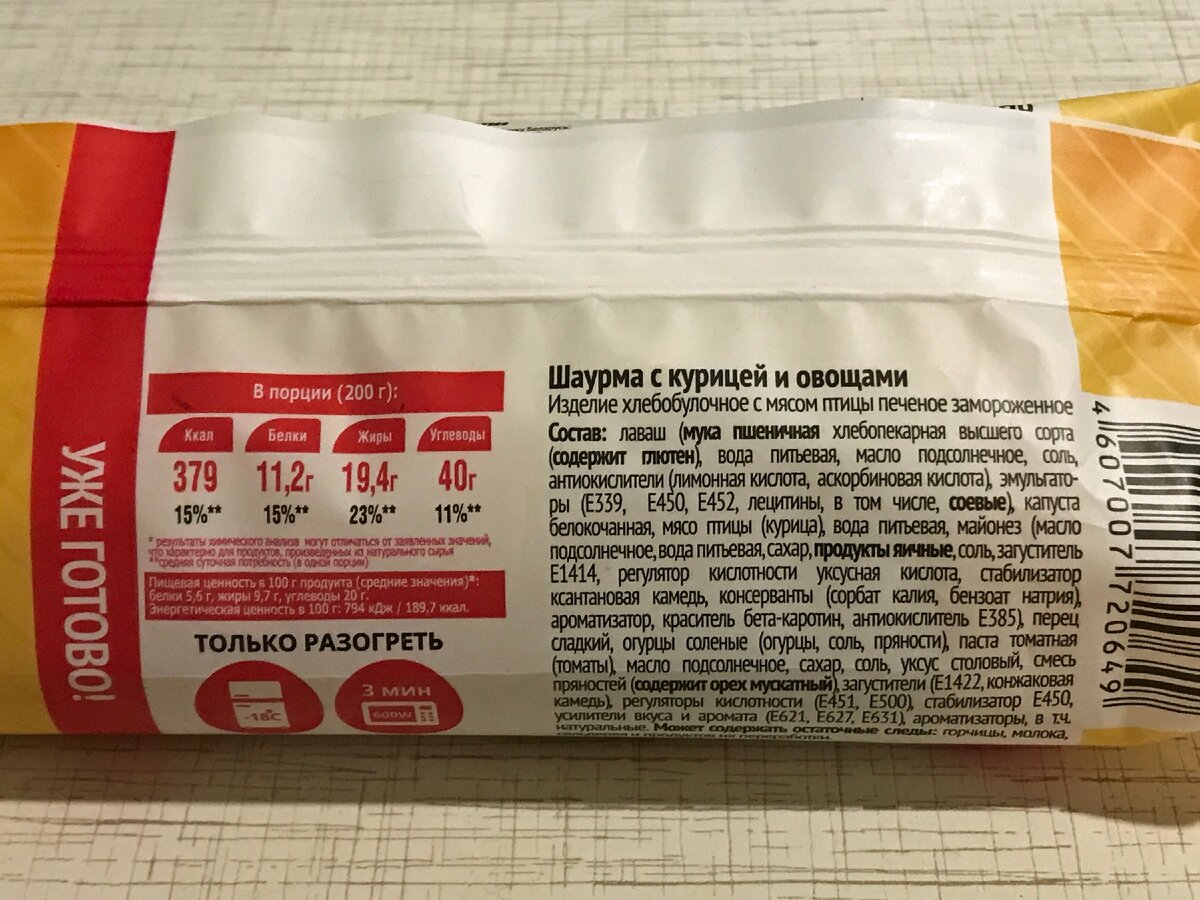 ку Беларусь:
УЖЕ ГОТОВО!
В порции (200 г):
Ккал Белки Жиры Углеводы
379 11,2г 19,4г 40г
15%** 15%** 23%** 11%**
* результаты химического анализа могут отличаться от заявленных значений,
что характерно для продуктов, произведенных из натурального сырья
**средняя суточная потребность (в одной порции)
Пищевая ценность в 100 г продукта (средние значения)*:
белки 5,6 г, жиры 9,7 г, углеводы 20 г.
Энергетическая ценность в 100 г: 794 кДж / 189,7 ккал.
ТОЛЬКО РАЗОГРЕТЬ
-18С
3 МИН
600W
Шаурма с курицей и овощами
Изделие хлебобулочное с мясом птицы печеное замороженное
Состав: лаваш (мука пшеничная хлебопекарная высшего сорта
(содержит глютен), вода питьевая, масло подсолнечное, соль,
антиокислители (лимонная кислота, аскорбиновая кислота), эмульгато-
ры (Е339, Е450, Е452, лецитины, в том числе, соевые), капуста
белокочанная, мясо птицы (курица), вода питьевая, майонез (масло
подсолнечное, вода питьевая, сахар, продукты яичные, соль, загуститель
Е1414, регулятор кислотности уксусная кислота, стабилизатор
ксантановая камедь, консерванты (сорбат калия, бензоат натрия),
ароматизатор, краситель бета-каротин, антиокислитель Е385), перец
сладкий, огурцы соленые (огурцы, соль, пряности), паста томатная
(томаты), масло подсолнечное, сахар, соль, уксус столовый, смесь
пряностей (содержит орех мускатный), загустители (Е1422, конжаковая
камедь), регуляторы кислотности (Е451, Е500), стабилизатор Е450,
усилители вкуса и аромата (Е621, Е627, Е631), ароматизаторы, в т.ч.
натуральные. Может содержать остаточные следы: горчицы, молока,
сельдерея и продуктов их переработки.
4 607007 720649